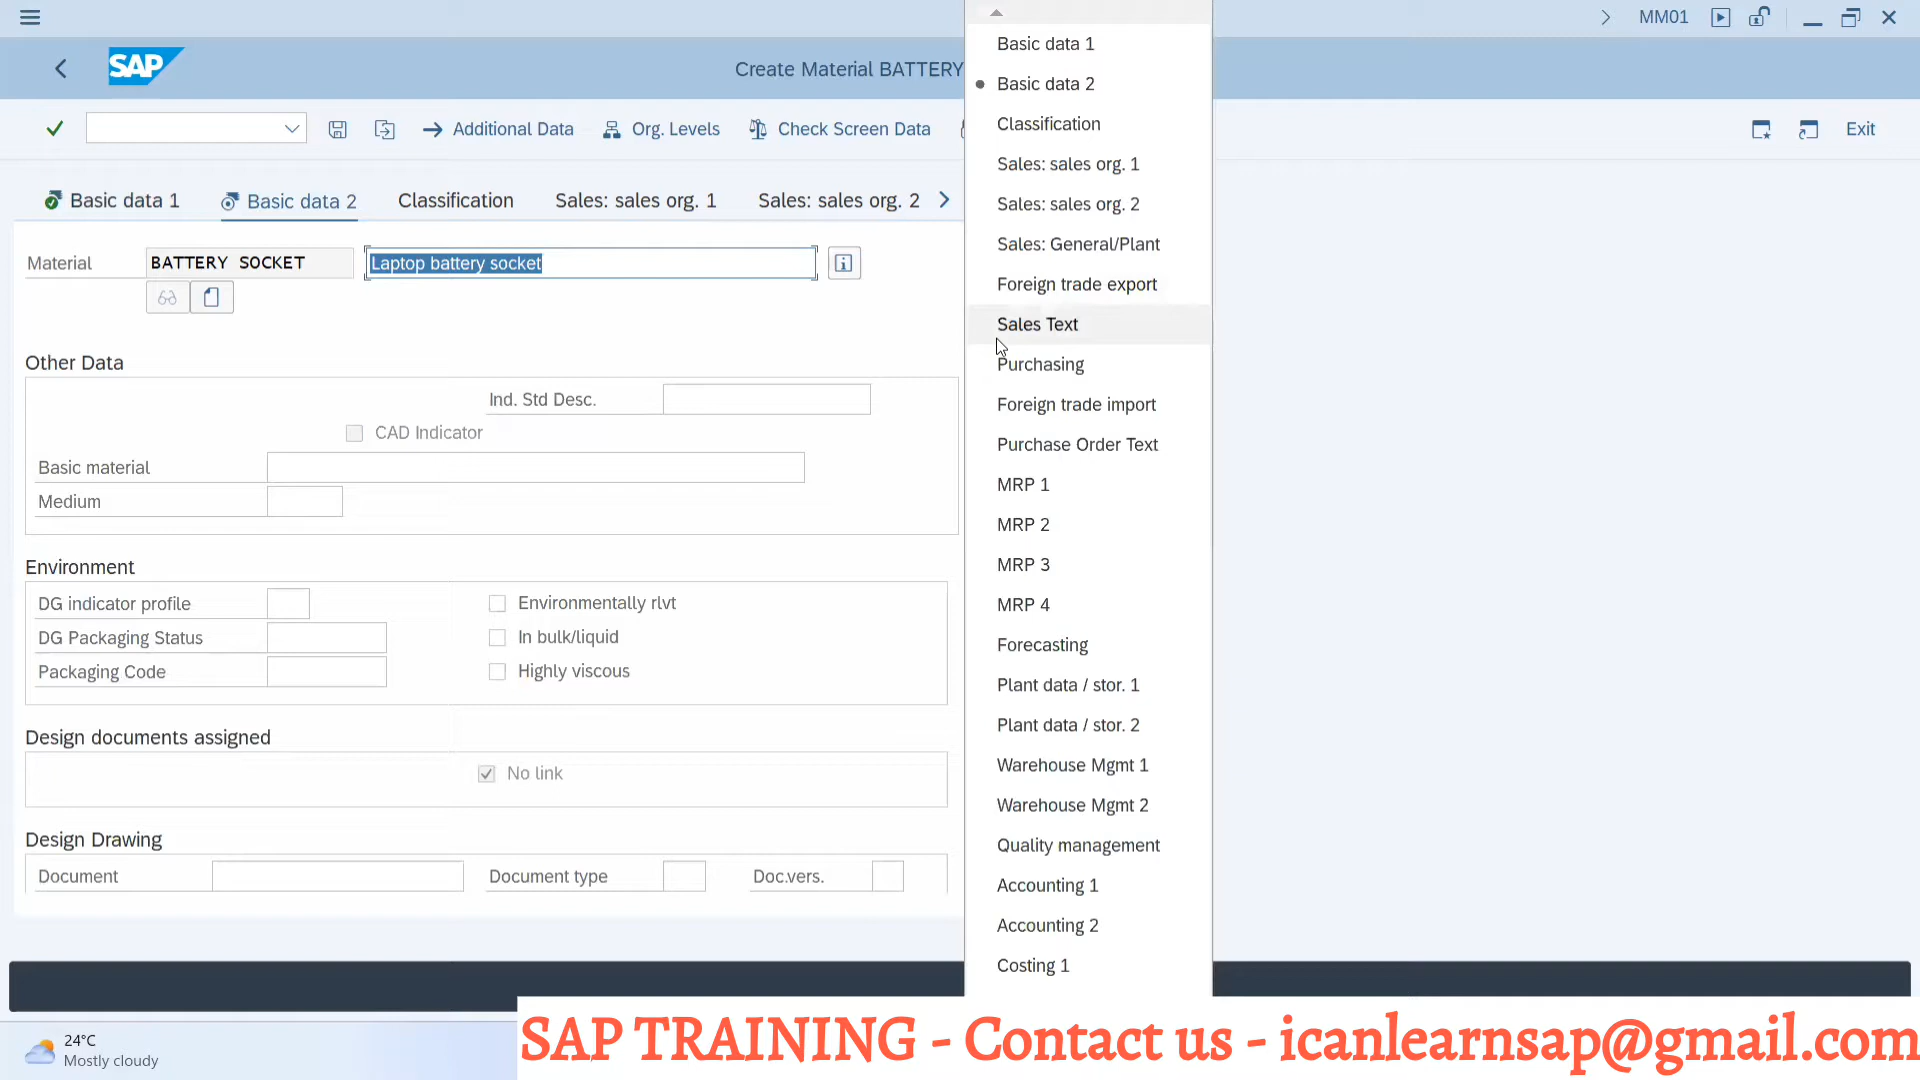 MM01
SAP
Create Material BATTERY
Additional Data
Org. Levels
Check Screen Data
Exit
Basic data 1
Basic data 2
Classification
Sales: sales org. 1
Sales: sales org. 2
Material
BATTERY SOCKET
Laptop battery socket
Other Data
Ind. Std Desc.
CAD Indicator
Basic material
Medium
Environment
DG indicator profile
Environmentally rlvt
DG Packaging Status
In bulk/liquid
Packaging Code
Highly viscous
Design documents assigned
No link
Design Drawing
Document
Document type
Doc.vers.
Basic data 1
Basic data 2
Classification
Sales: sales org. 1
Sales: sales org. 2
Sales: General/Plant
Foreign trade export
Sales Text
Purchasing
Foreign trade import
Purchase Order Text
MRP 1
MRP 2
MRP 3
MRP 4
Forecasting
Plant data / stor. 1
Plant data / stor. 2
Warehouse Mgmt 1
Warehouse Mgmt 2
Quality management
Accounting 1
Accounting 2
Costing 1
24°C
Mostly cloudy
SAP TRAINING - Contact us - icanlearnsap@gmail.com